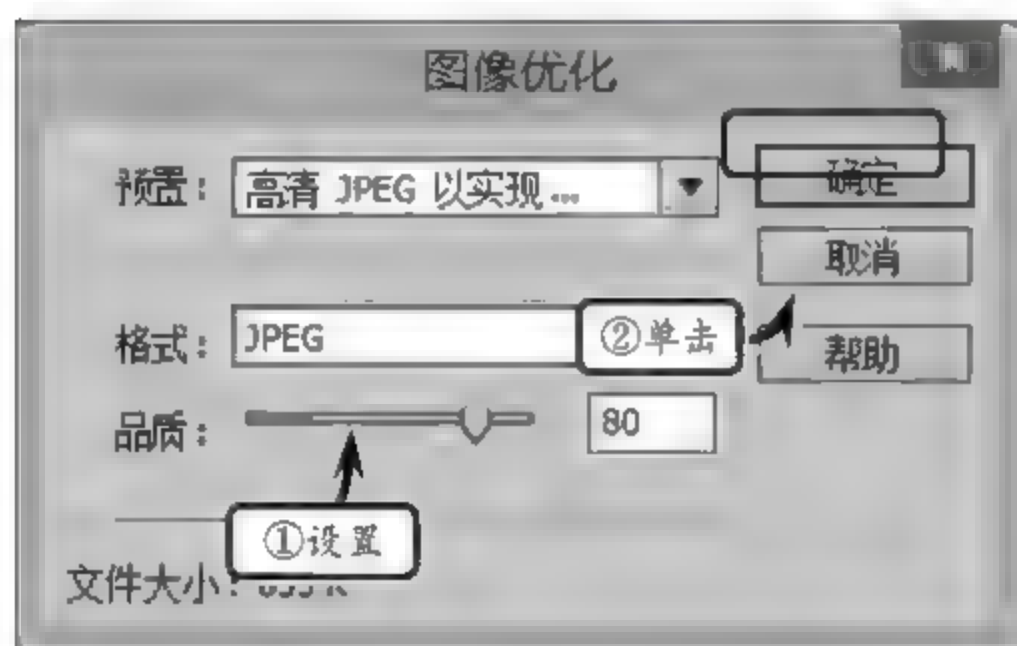 图像优化
预置： 高清 JPEG 以实现...
确定
取消
格式： JPEG
②单击
帮助
品质： 80
①设置
文件大小：